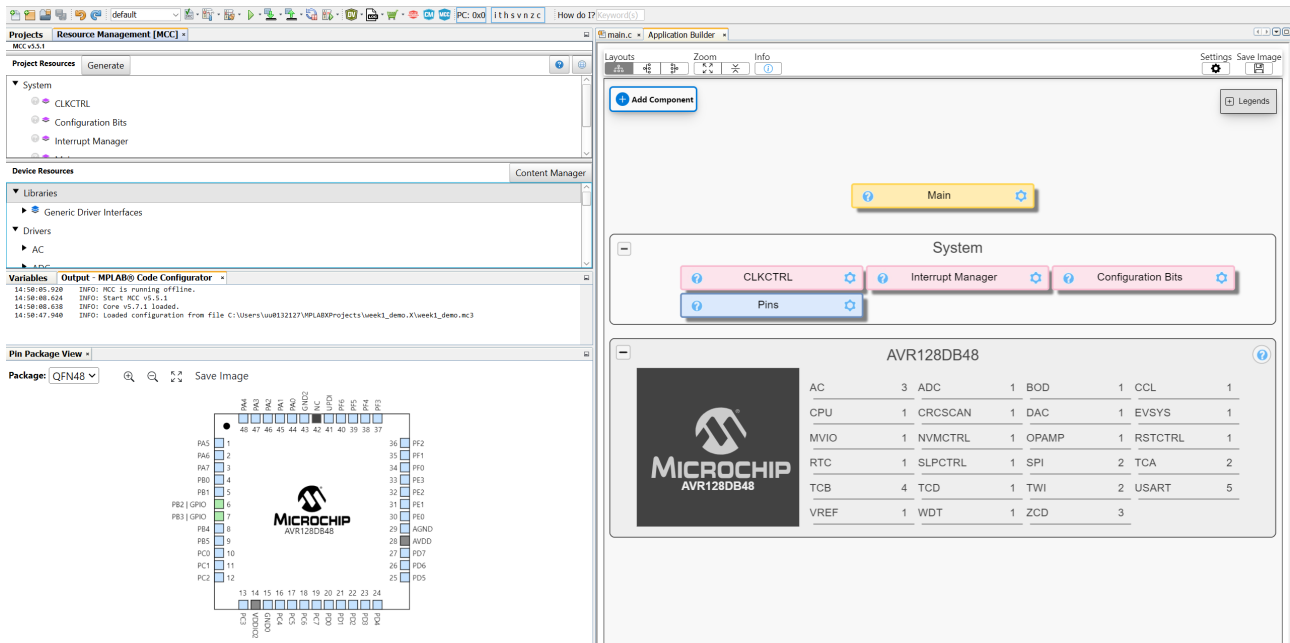 default
PC: 0x0
i t h s v n z c
How do I?
Keyword(s)
Projects
Resource Management [MCC] ×
MCC v5.5.1
Project Resources
Generate
System
CLKCTRL
Configuration Bits
Interrupt Manager
Device Resources
Content Manager
Libraries
Generic Driver Interfaces
Drivers
AC
Variables
Output - MPLAB® Code Configurator ×
14:50:05.920 INFO: MCC is running offline.
14:50:08.624 INFO: Start MCC v5.5.1
14:50:08.638 INFO: Core v5.7.1 loaded.
14:50:47.940 INFO: Loaded configuration from file C:\Users\uu0132127\MPLABXProjects\week1_demo.X\week1_demo.mc3
Pin Package View ×
Package: QFN48
Save Image
PA4 PA3 PA2 PA1 PA0 GND2 NC UPDI PF6 PF5 PF4 PF3
48 47 46 45 44 43 42 41 40 39 38 37
PA5 1
PA6 2
PA7 3
PB0 4
PB1 5
PB2 | GPIO 6
PB3 | GPIO 7
PB4 8
PB5 9
PC0 10
PC1 11
PC2 12
MICROCHIP
AVR128DB48
36 PF2
35 PF1
34 PF0
33 PE3
32 PE2
31 PE1
30 PE0
29 AGND
28 AVDD
27 PD7
26 PD6
25 PD5
13 14 15 16 17 18 19 20 21 22 23 24
PC3 VDDIO2 GND0 PC4 PC5 PC6 PC7 PD0 PD1 PD2 PD3 PD4
main.c ×
Application Builder ×
Layouts
Zoom
Info
Settings
Save Image
Add Component
Legends
Main
System
CLKCTRL
Interrupt Manager
Configuration Bits
Pins
AVR128DB48
MICROCHIP
AVR128DB48
AC 3 ADC 1 BOD 1 CCL 1
CPU 1 CRCSCAN 1 DAC 1 EVSYS 1
MVIO 1 NVMCTRL 1 OPAMP 1 RSTCTRL 1
RTC 1 SLPCTRL 1 SPI 2 TCA 2
TCB 4 TCD 1 TWI 2 USART 5
VREF 1 WDT 1 ZCD 3